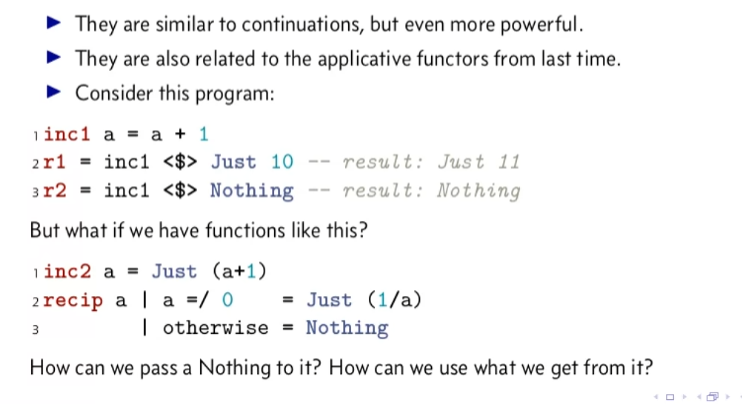 ▶ They are similar to continuations, but even more powerful.
▶ They are also related to the applicative functors from last time.
▶ Consider this program:
1 inc1 a = a + 1
2 r1 = inc1 <$> Just 10 -- result: Just 11
3 r2 = inc1 <$> Nothing -- result: Nothing
But what if we have functions like this?
1 inc2 a = Just (a+1)
2 recip a | a =/ 0 = Just (1/a)
3 | otherwise = Nothing
How can we pass a Nothing to it? How can we use what we get from it?